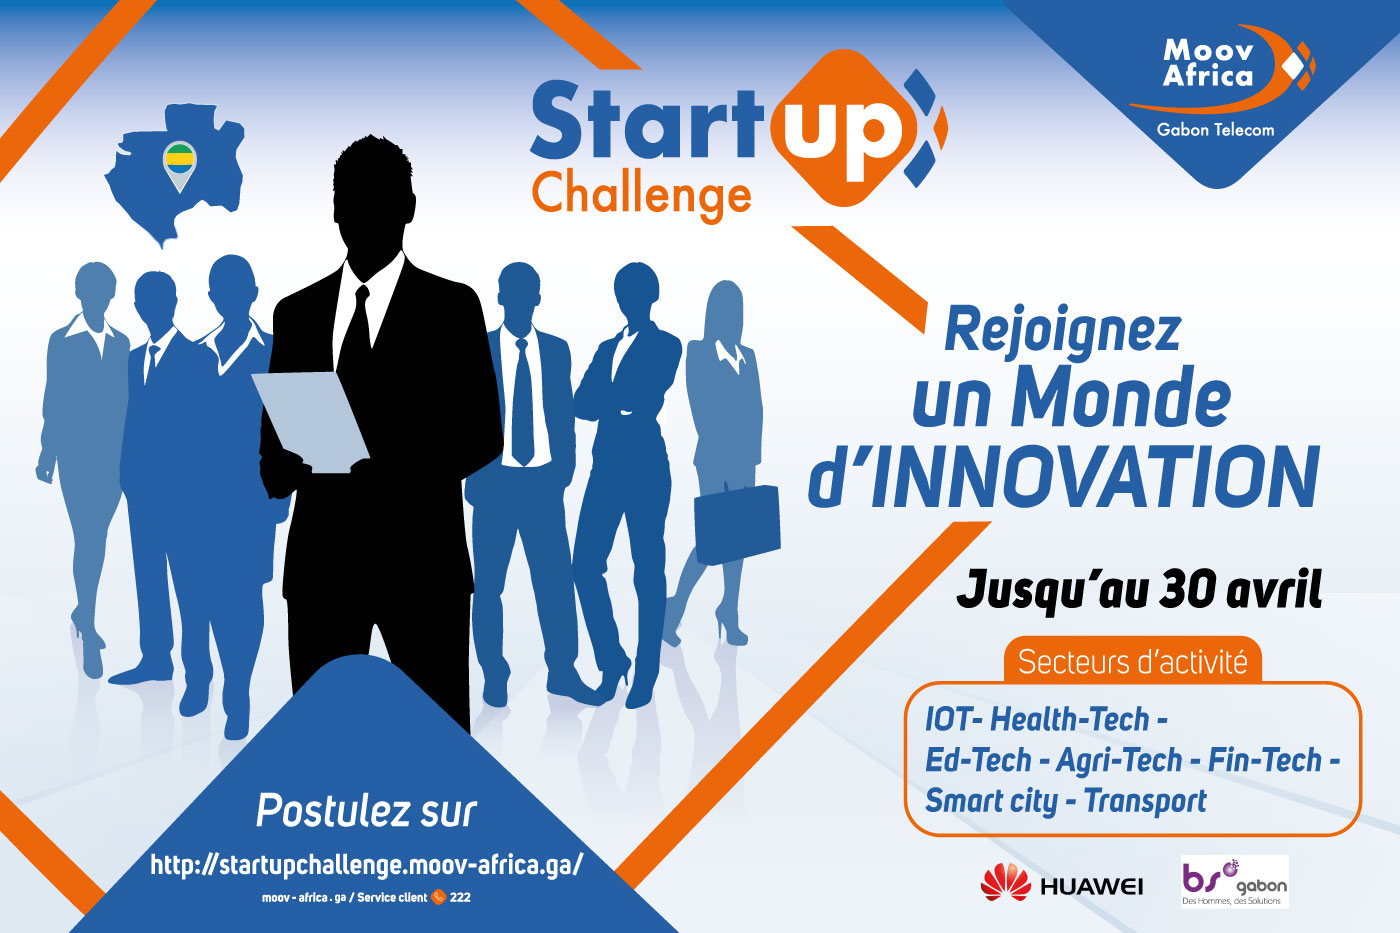 Startup
Challenge
Moov
Africa
Gabon Telecom
Rejoignez
un Monde
d'INNOVATION
Jusqu'au 30 avril
Secteurs d'activité
IOT- Health-Tech -
Ed-Tech - Agri-Tech - Fin-Tech -
Smart city - Transport
Postulez sur
http://startupchallenge.moov-africa.ga/
moov - africa . ga / Service client 222
HUAWEI
bs gabon
Des Hommes, des Solutions